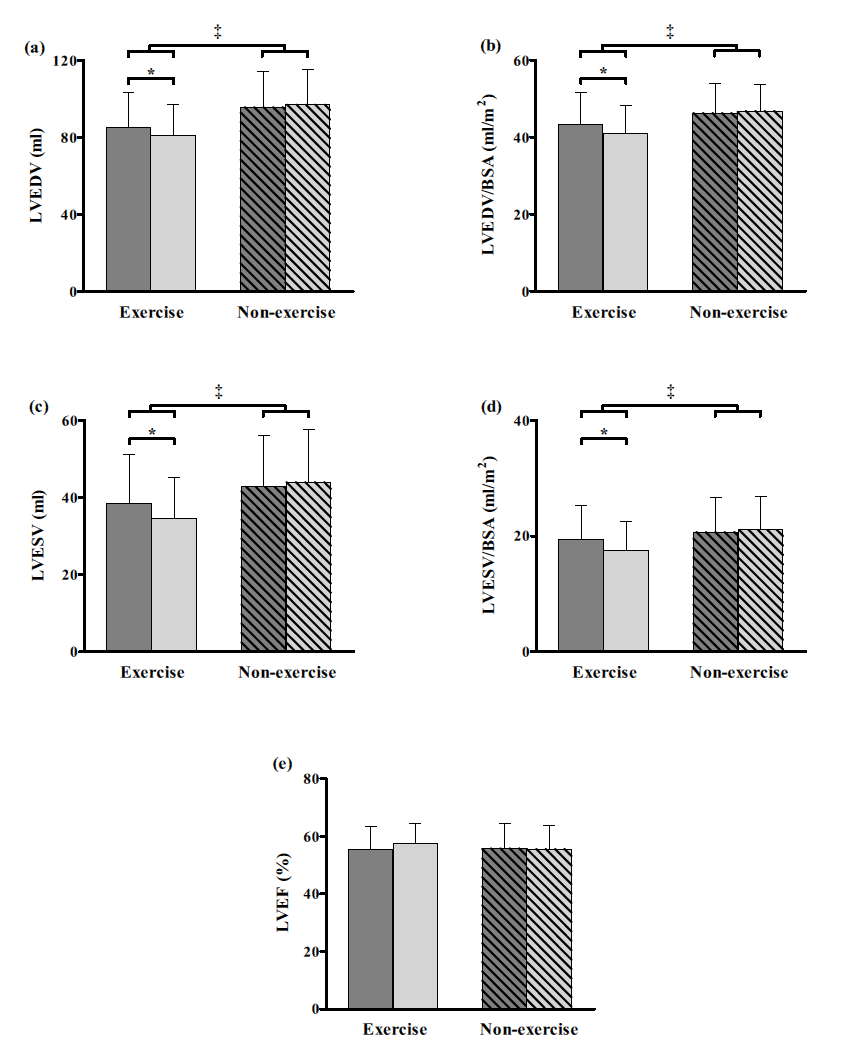 (a)
‡
*
LVEDV (ml)
120
80
40
0
Exercise Non-exercise
(b)
‡
*
LVEDV/BSA (ml/m²)
60
40
20
0
Exercise Non-exercise
(c)
‡
*
LVESV (ml)
60
40
20
0
Exercise Non-exercise
(d)
‡
*
LVESV/BSA (ml/m²)
40
20
0
Exercise Non-exercise
(e)
LVEF (%)
80
60
40
20
0
Exercise Non-exercise